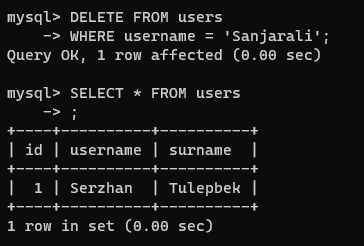 mysql> DELETE FROM users
    -> WHERE username = 'Sanjarali';
Query OK, 1 row affected (0.00 sec)

mysql> SELECT * FROM users
    -> ;
+----+----------+----------+
| id | username | surname  |
+----+----------+----------+
|  1 | Serzhan  | Tulepbek |
+----+----------+----------+
1 row in set (0.00 sec)